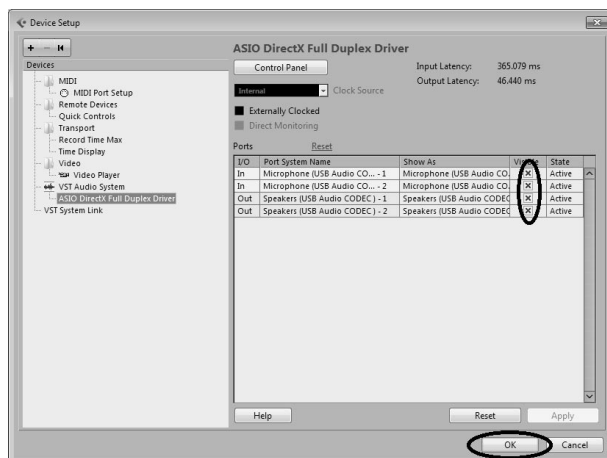 Device Setup
Devices
MIDI
MIDI Port Setup
Remote Devices
Quick Controls
Transport
Record Time Max
Time Display
Video
Video Player
VST Audio System
ASIO DirectX Full Duplex Driver
VST System Link
ASIO DirectX Full Duplex Driver
Control Panel
Input Latency: 365.079 ms
Output Latency: 46.440 ms
Internal Clock Source
Externally Clocked
Direct Monitoring
Ports Reset
I/O Port System Name Show As Visible State
In Microphone (USB Audio CO... - 1 Microphone (USB Audio CO. Active
In Microphone (USB Audio CO... - 2 Microphone (USB Audio CO. Active
Out Speakers (USB Audio CODEC ) - 1 Speakers (USB Audio CODEC Active
Out Speakers (USB Audio CODEC ) - 2 Speakers (USB Audio CODEC Active
Help Reset Apply
OK Cancel